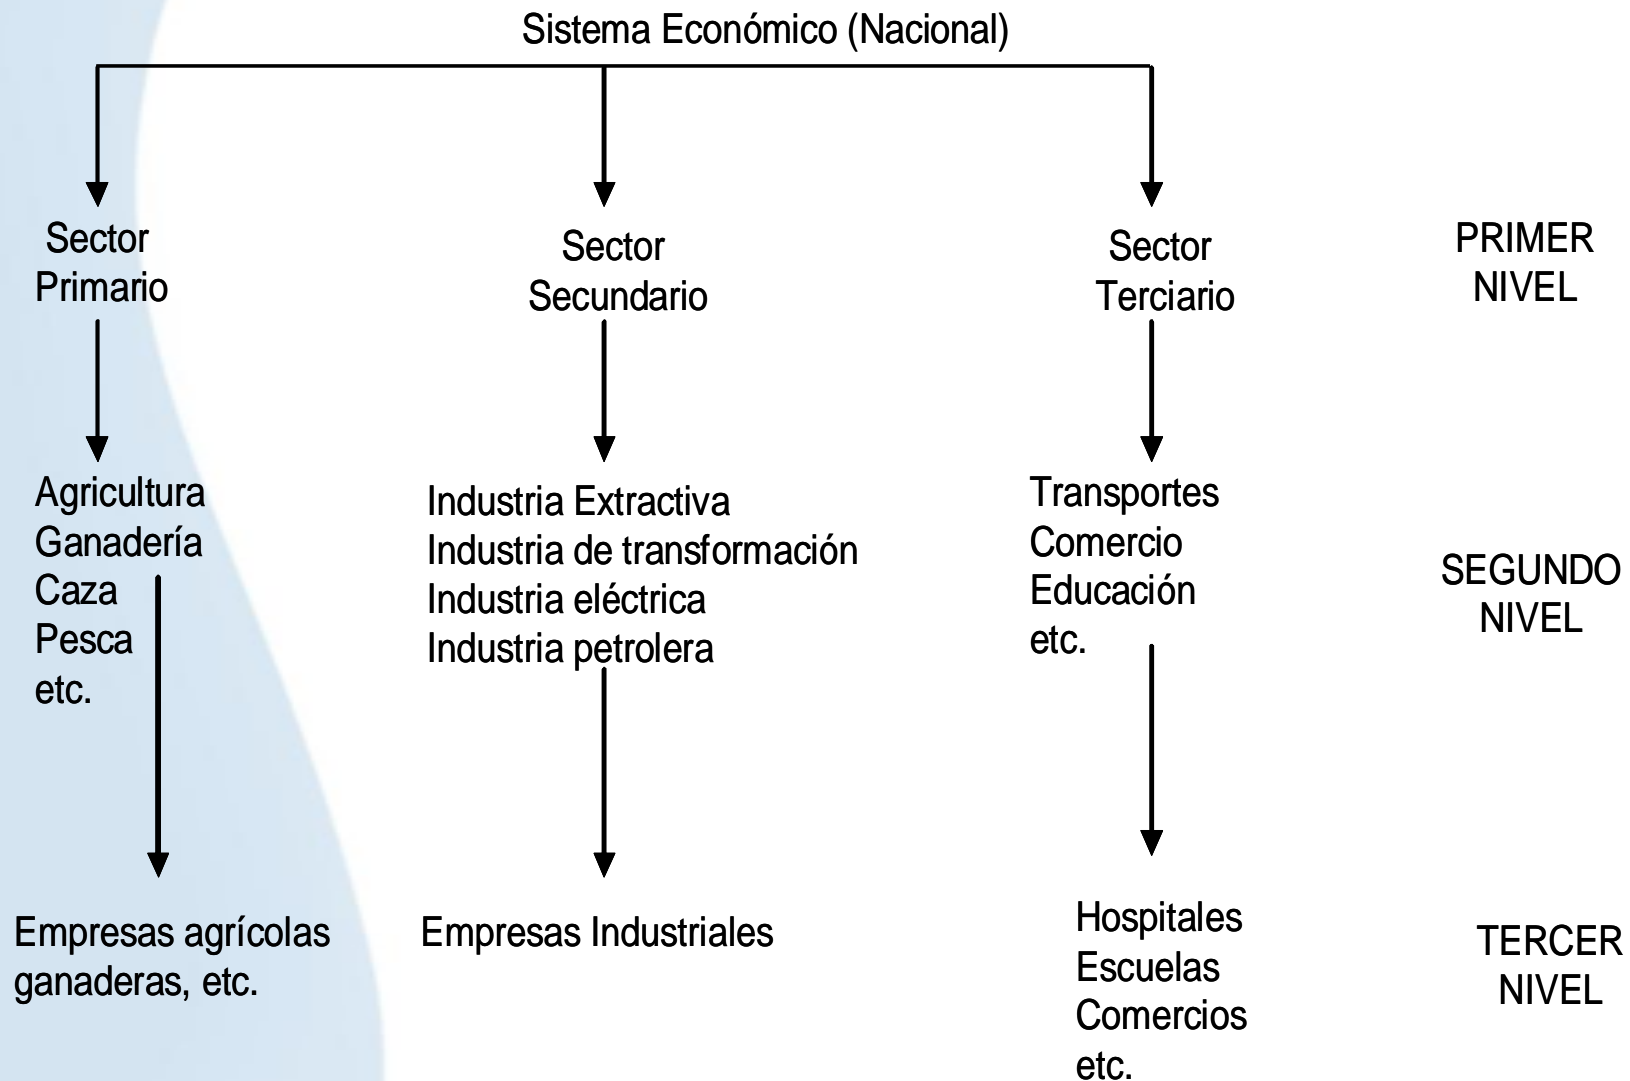 Sistema Económico (Nacional)
Sector
Primario
Sector
Secundario
Sector
Terciario
PRIMER
NIVEL
Agricultura
Ganadería
Caza
Pesca
etc.
Industria Extractiva
Industria de transformación
Industria eléctrica
Industria petrolera
Transportes
Comercio
Educación
etc.
SEGUNDO
NIVEL
Empresas agrícolas
ganaderas, etc.
Empresas Industriales
Hospitales
Escuelas
Comercios
etc.
TERCER
NIVEL